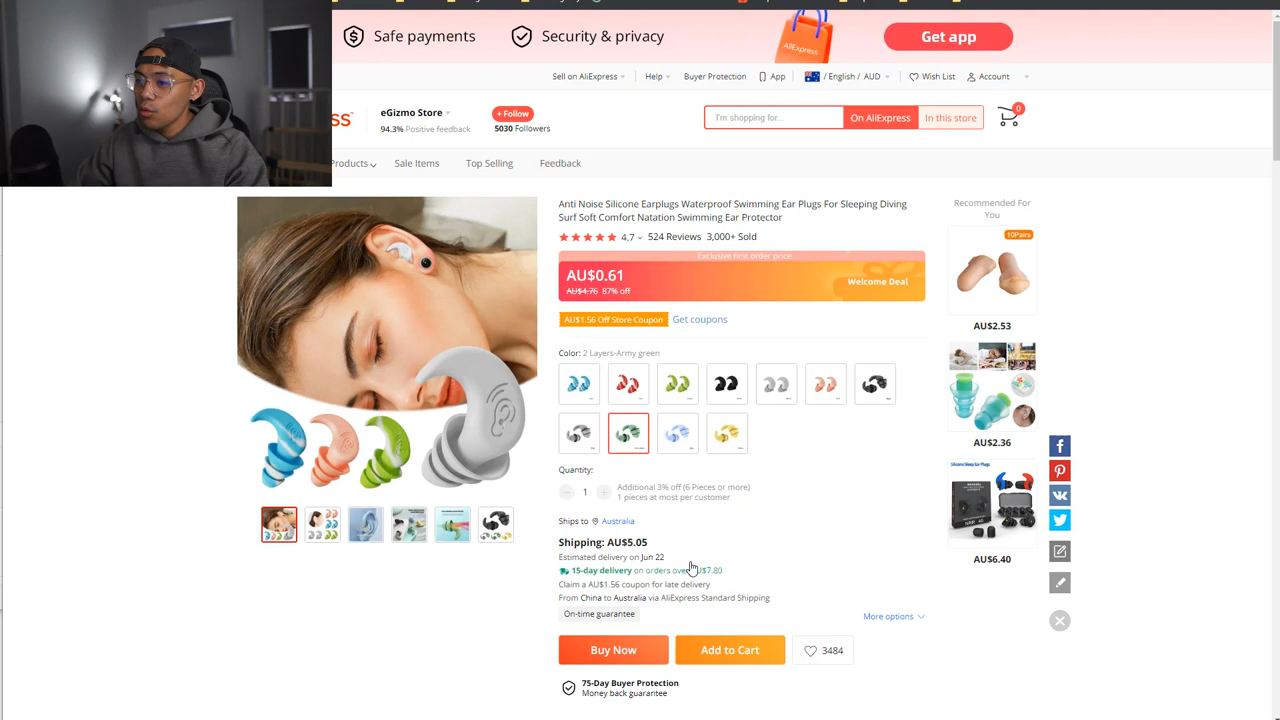 Safe payments
Security & privacy
AliExpress
Get app
Sell on AliExpress
Help
Buyer Protection
App
/ English / AUD
Wish List
Account
eGizmo Store
+ Follow
94.3% Positive feedback
5030 Followers
I'm shopping for...
On AliExpress
In this store
0
Products
Sale Items
Top Selling
Feedback
Anti Noise Silicone Earplugs Waterproof Swimming Ear Plugs For Sleeping Diving
Surf Soft Comfort Natation Swimming Ear Protector
4.7
524 Reviews
3,000+ Sold
Exclusive first order price
AU$0.61
AU$4.76 87% off
Welcome Deal
AU$1.56 Off Store Coupon
Get coupons
Color: 2 Layers-Army green
Quantity:
1
Additional 3% off (6 Pieces or more)
1 pieces at most per customer
Ships to
Australia
Shipping: AU$5.05
Estimated delivery on Jun 22
15-day delivery on orders over AU$7.80
Claim a AU$1.56 coupon for late delivery
From China to Australia via AliExpress Standard Shipping
On-time guarantee
More options
Buy Now
Add to Cart
3484
75-Day Buyer Protection
Money back guarantee
Recommended For
You
10Pairs
AU$2.53
AU$2.36
AU$6.40